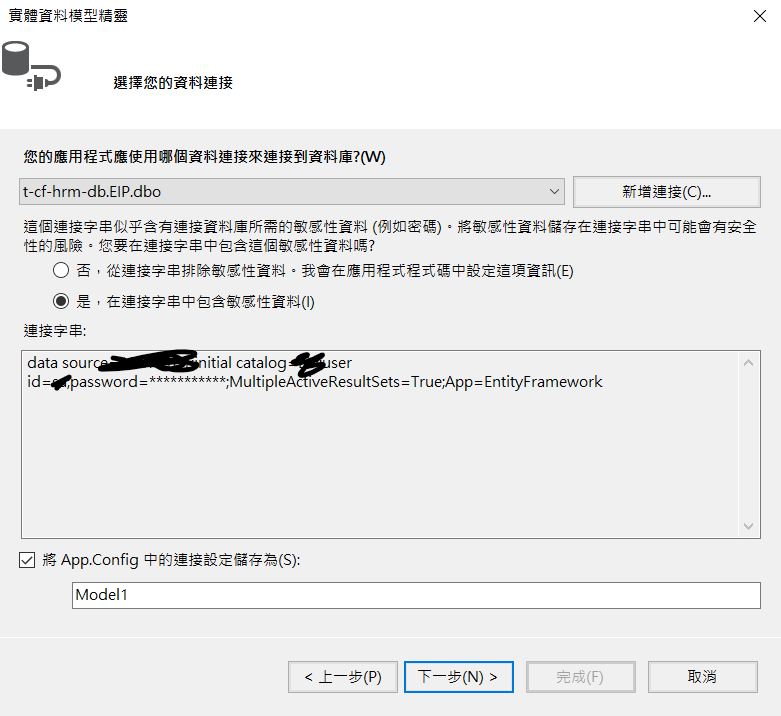 實體資料模型精靈
選擇您的資料連接
您的應用程式應使用哪個資料連接來連接到資料庫?(W)
t-cf-hrm-db.EIP.dbo
新增連接(C)...
這個連接字串似乎含有連接資料庫所需的敏感性資料 (例如密碼)。將敏感性資料儲存在連接字串中可能會有安全
性的風險。您要在連接字串中包含這個敏感性資料嗎?
否，從連接字串排除敏感性資料。我會在應用程式程式碼中設定這項資訊(E)
是，在連接字串中包含敏感性資料(I)
連接字串:
data source initial catalog= user
id= ;password=***********;MultipleActiveResultSets=True;App=EntityFramework
將 App.Config 中的連接設定儲存為(S):
Model1
< 上一步(P)
下一步(N) >
完成(F)
取消